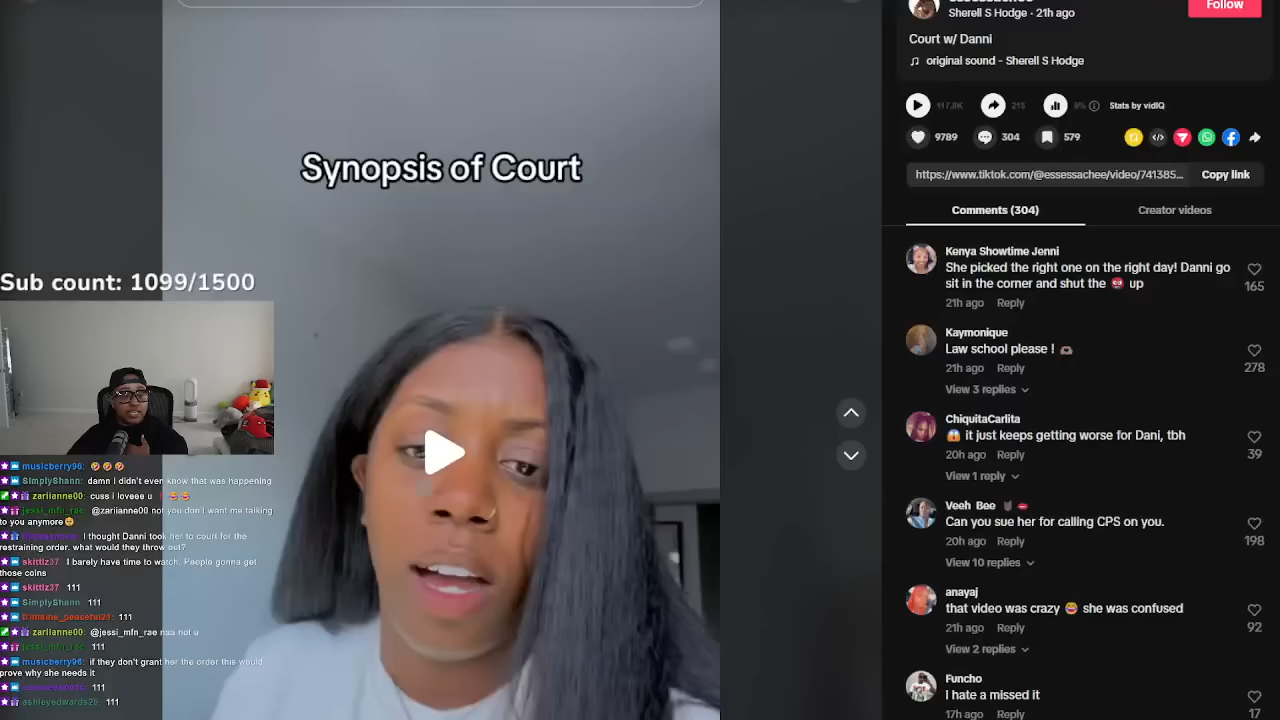 Sherell S Hodge · 21h ago
Follow
Court w/ Danni
original sound - Sherell S Hodge
117.8K
215
8%
Stats by vidIQ
9789
304
579
https://www.tiktok.com/@essessachee/video/741385...
Copy link
Comments (304)
Creator videos
Kenya Showtime Jenni
She picked the right one on the right day! Danni go
sit in the corner and shut the up
165
21h ago Reply
Kaymonique
Law school please !
278
21h ago Reply
View 3 replies
ChiquitaCarlita
😱 it just keeps getting worse for Dani, tbh
39
20h ago Reply
View 1 reply
Veeh Bee
Can you sue her for calling CPS on you.
198
20h ago Reply
View 10 replies
anayaj
that video was crazy 😂 she was confused
92
21h ago Reply
View 2 replies
Funcho
I hate a missed it
17
17h ago Reply
Synopsis of Court
Sub count: 1099/1500
musicberry96: 🤣🤣🤣
SimplyShann: damn I didn't even know that was happening
zariianne00: cuss i loveee u
jessi_mfn_rae: @zariianne00 not you don't want me talking
to you anymore
I thought Danni took her to court for the
restraining order. what would they throw out?
skittlz37 I barely have time to watch. People gonna get
those coins
skittlz37 111
SimplyShann 111
111
zariianne00: @jessi_mfn_rae naa not u
jessi_mfn_rae: 111
musicberry96: if they don't grant her the order this would
prove why she needs it
111
ashleyedwards26: 111